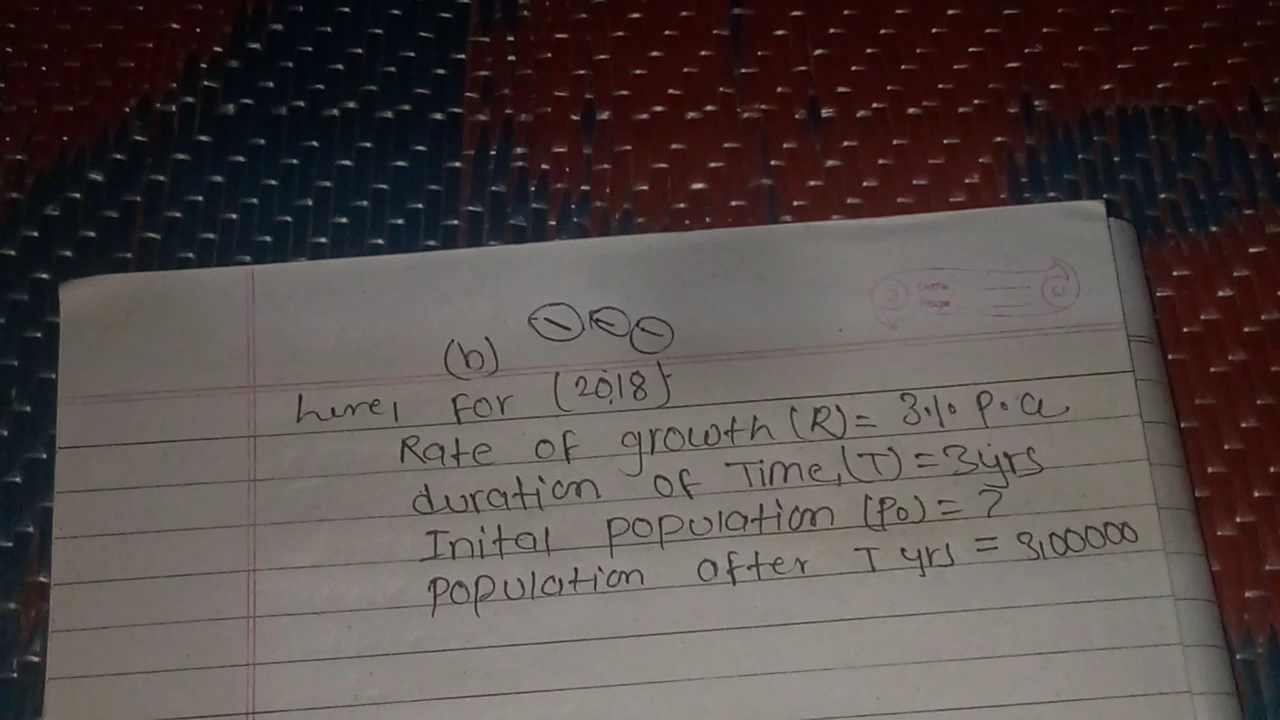 (b)
here, For (2018)
Rate of growth (R) = 3% P.a
duration of Time, (T) = 3yrs
Inital population (P0) = ?
population after T yrs = 3,00000